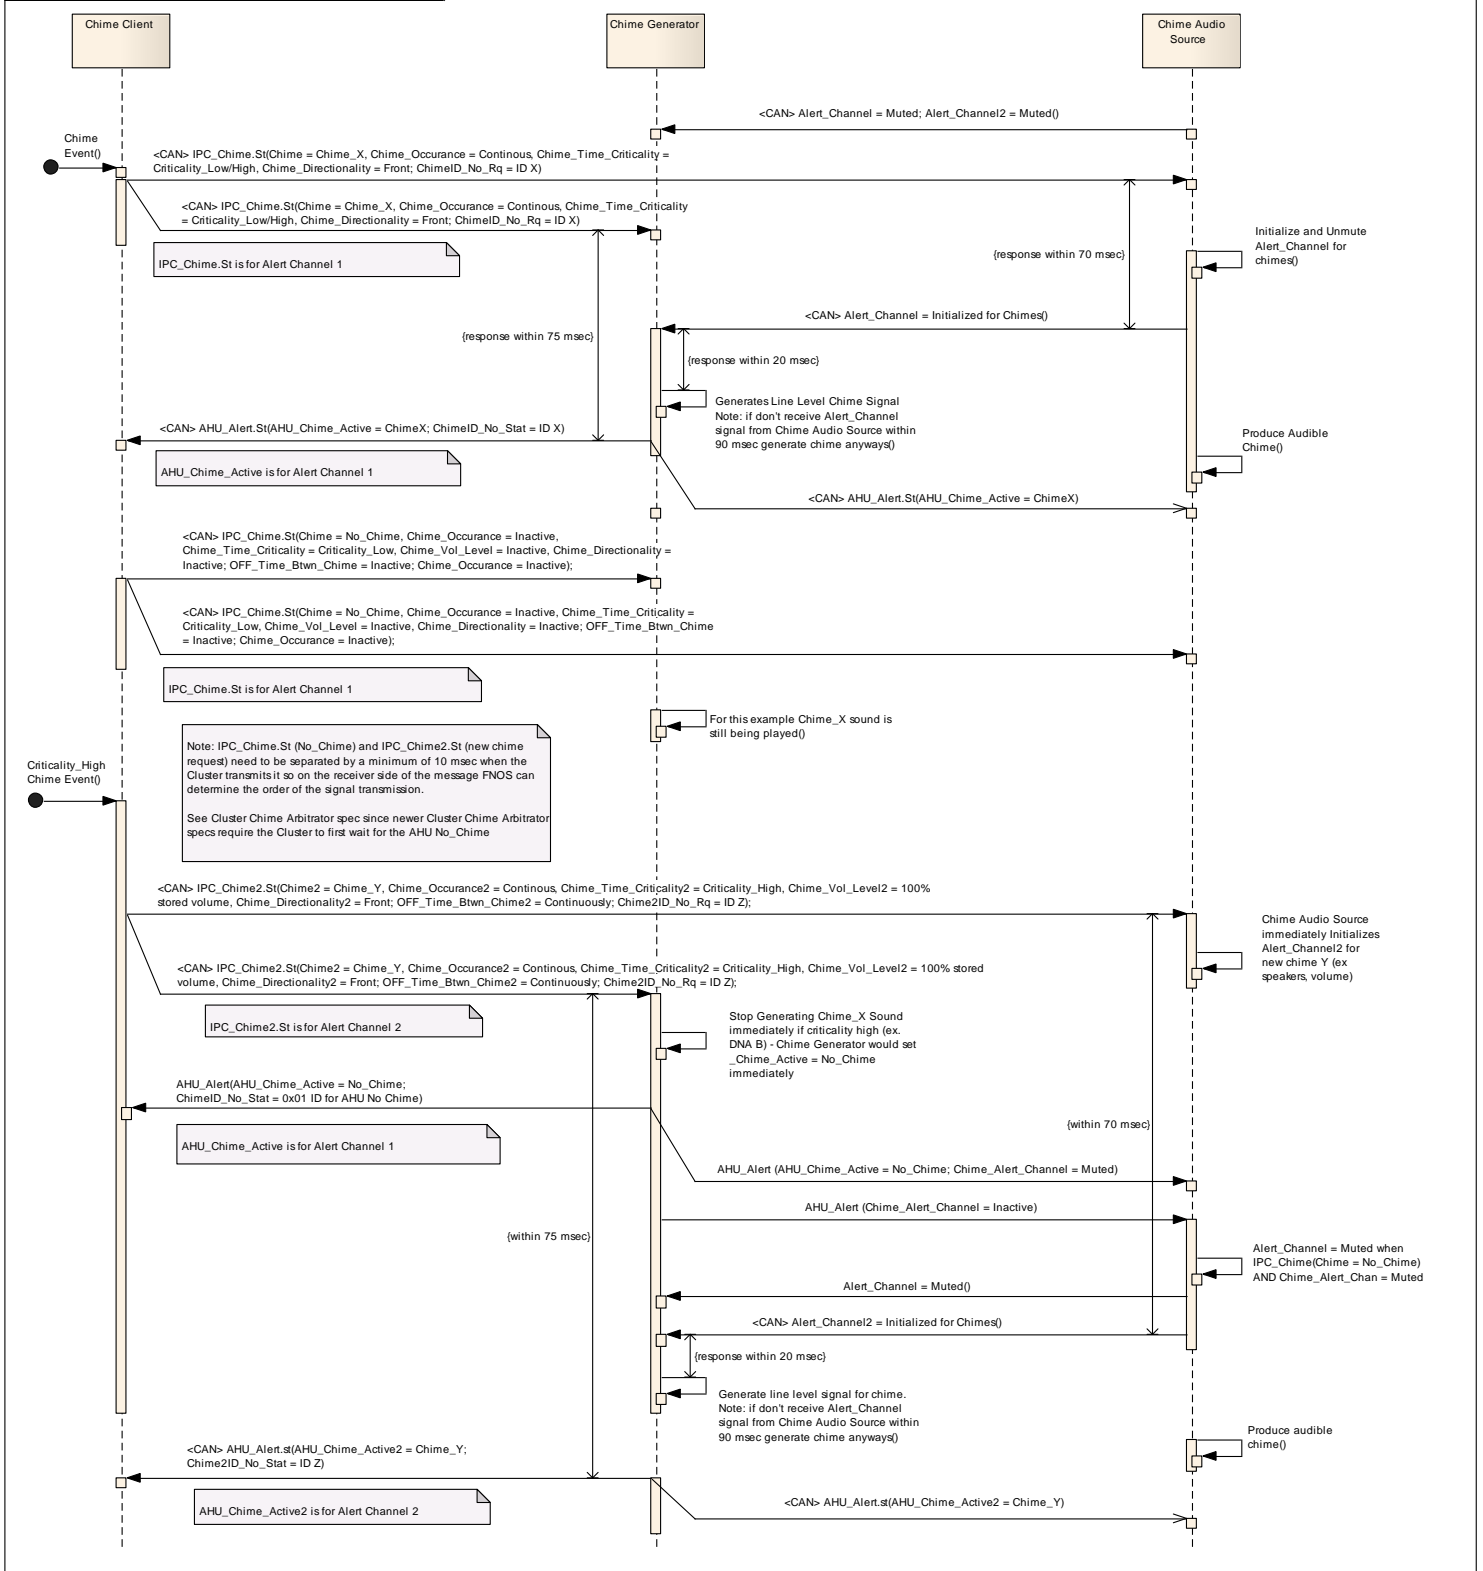 Chime Client
Chime Generator
Chime Audio
Source
<CAN> Alert_Channel = Muted; Alert_Channel2 = Muted()
Chime
Event()
<CAN> IPC_Chime.St(Chime = Chime_X, Chime_Occurance = Continous, Chime_Time_Criticality =
Criticality_Low/High, Chime_Directionality = Front; ChimeID_No_Rq = ID X)
<CAN> IPC_Chime.St(Chime = Chime_X, Chime_Occurance = Continous, Chime_Time_Criticality
= Criticality_Low/High, Chime_Directionality = Front; ChimeID_No_Rq = ID X)
IPC_Chime.St is for Alert Channel 1
{response within 70 msec}
Initialize and Unmute
Alert_Channel for
chimes()
<CAN> Alert_Channel = Initialized for Chimes()
{response within 75 msec}
{response within 20 msec}
Generates Line Level Chime Signal
Note: if don't receive Alert_Channel
signal from Chime Audio Source within
90 msec generate chime anyways()
<CAN> AHU_Alert.St(AHU_Chime_Active = ChimeX; ChimeID_No_Stat = ID X)
Produce Audible
Chime()
AHU_Chime_Active is for Alert Channel 1
<CAN> AHU_Alert.St(AHU_Chime_Active = ChimeX)
<CAN> IPC_Chime.St(Chime = No_Chime, Chime_Occurance = Inactive,
Chime_Time_Criticality = Criticality_Low, Chime_Vol_Level = Inactive, Chime_Directionality =
Inactive; OFF_Time_Btwn_Chime = Inactive; Chime_Occurance = Inactive);
<CAN> IPC_Chime.St(Chime = No_Chime, Chime_Occurance = Inactive, Chime_Time_Criticality =
Criticality_Low, Chime_Vol_Level = Inactive, Chime_Directionality = Inactive; OFF_Time_Btwn_Chime
= Inactive; Chime_Occurance = Inactive);
IPC_Chime.St is for Alert Channel 1
For this example Chime_X sound is
still being played()
Note: IPC_Chime.St (No_Chime) and IPC_Chime2.St (new chime
request) need to be separated by a minimum of 10 msec when the
Cluster transmits it so on the receiver side of the message FNOS can
determine the order of the signal transmission.
See Cluster Chime Arbitrator spec since newer Cluster Chime Arbitrator
specs require the Cluster to first wait for the AHU No_Chime
Criticality_High
Chime Event()
<CAN> IPC_Chime2.St(Chime2 = Chime_Y, Chime_Occurance2 = Continous, Chime_Time_Criticality2 = Criticality_High, Chime_Vol_Level2 = 100%
stored volume, Chime_Directionality2 = Front; OFF_Time_Btwn_Chime2 = Continuously; Chime2ID_No_Rq = ID Z);
Chime Audio Source
immediately Initializes
Alert_Channel2 for
new chime Y (ex
speakers, volume)
<CAN> IPC_Chime2.St(Chime2 = Chime_Y, Chime_Occurance2 = Continous, Chime_Time_Criticality2 = Criticality_High, Chime_Vol_Level2 = 100% stored
volume, Chime_Directionality2 = Front; OFF_Time_Btwn_Chime2 = Continuously; Chime2ID_No_Rq = ID Z);
IPC_Chime2.St is for Alert Channel 2
Stop Generating Chime_X Sound
immediately if criticality high (ex.
DNA B) - Chime Generator would set
_Chime_Active = No_Chime
immediately
AHU_Alert(AHU_Chime_Active = No_Chime;
ChimeID_No_Stat = 0x01 ID for AHU No Chime)
{within 70 msec}
AHU_Chime_Active is for Alert Channel 1
AHU_Alert (AHU_Chime_Active = No_Chime; Chime_Alert_Channel = Muted)
AHU_Alert (Chime_Alert_Channel = Inactive)
{within 75 msec}
Alert_Channel = Muted when
IPC_Chime(Chime = No_Chime)
AND Chime_Alert_Chan = Muted
Alert_Channel = Muted()
<CAN> Alert_Channel2 = Initialized for Chimes()
{response within 20 msec}
Generate line level signal for chime.
Note: if don't receive Alert_Channel
signal from Chime Audio Source within
90 msec generate chime anyways()
Produce audible
chime()
<CAN> AHU_Alert.st(AHU_Chime_Active2 = Chime_Y;
Chime2ID_No_Stat = ID Z)
AHU_Chime_Active2 is for Alert Channel 2
<CAN> AHU_Alert.st(AHU_Chime_Active2 = Chime_Y)